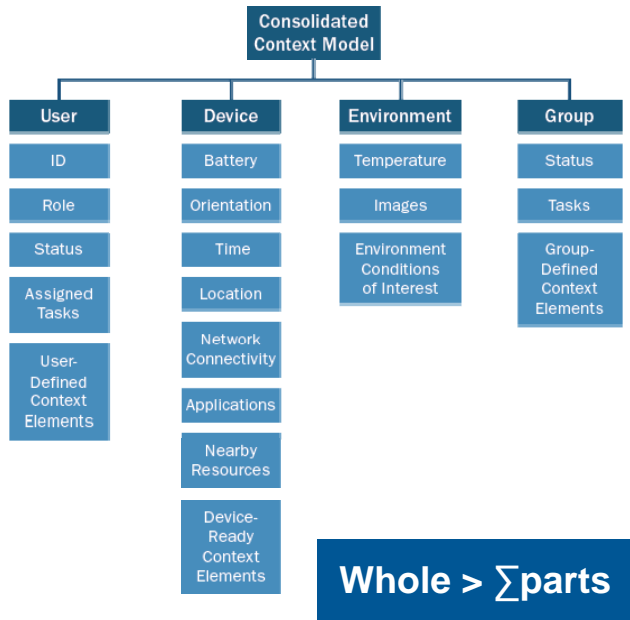 Consolidated
Context Model
User
ID
Role
Status
Assigned
Tasks
User-
Defined
Context
Elements
Device
Battery
Orientation
Time
Location
Network
Connectivity
Applications
Nearby
Resources
Device-
Ready
Context
Elements
Environment
Temperature
Images
Environment
Conditions
of Interest
Group
Status
Tasks
Group-
Defined
Context
Elements
Whole > ∑parts